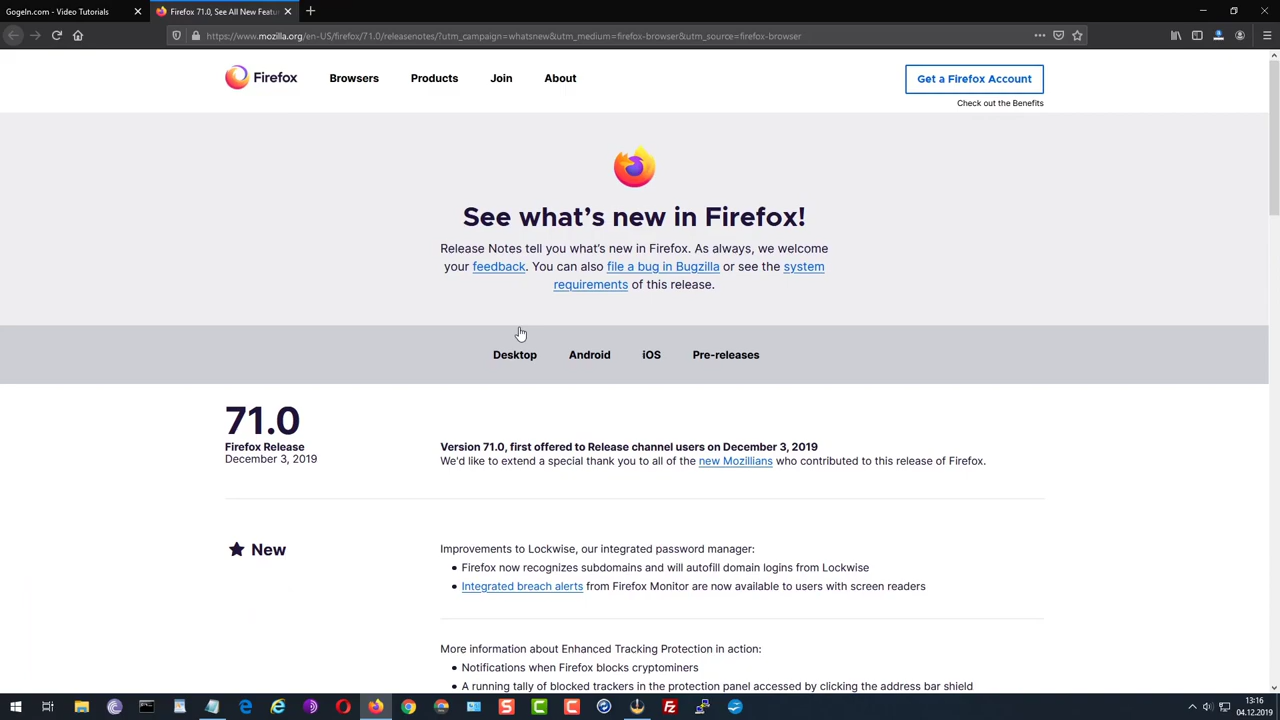 GogeIn.com - Video Tutorials
Firefox 71.0, See All New Featu
https://www.mozilla.org/en-US/firefox/71.0/releasenotes/?utm_campaign=whatsnew&utm_medium=firefox-browser&utm_source=firefox-browser
Firefox
Browsers
Products
Join
About
Get a Firefox Account
Check out the Benefits
See what's new in Firefox!
Release Notes tell you what's new in Firefox. As always, we welcome
your feedback. You can also file a bug in Bugzilla or see the system
requirements of this release.
Desktop
Android
iOS
Pre-releases
71.0
Firefox Release
December 3, 2019
Version 71.0, first offered to Release channel users on December 3, 2019
We'd like to extend a special thank you to all of the new Mozillians who contributed to this release of Firefox.
New
Improvements to Lockwise, our integrated password manager:
Firefox now recognizes subdomains and will autofill domain logins from Lockwise
Integrated breach alerts from Firefox Monitor are now available to users with screen readers
More information about Enhanced Tracking Protection in action:
Notifications when Firefox blocks cryptominers
A running tally of blocked trackers in the protection panel accessed by clicking the address bar shield
13:16
04.12.2019